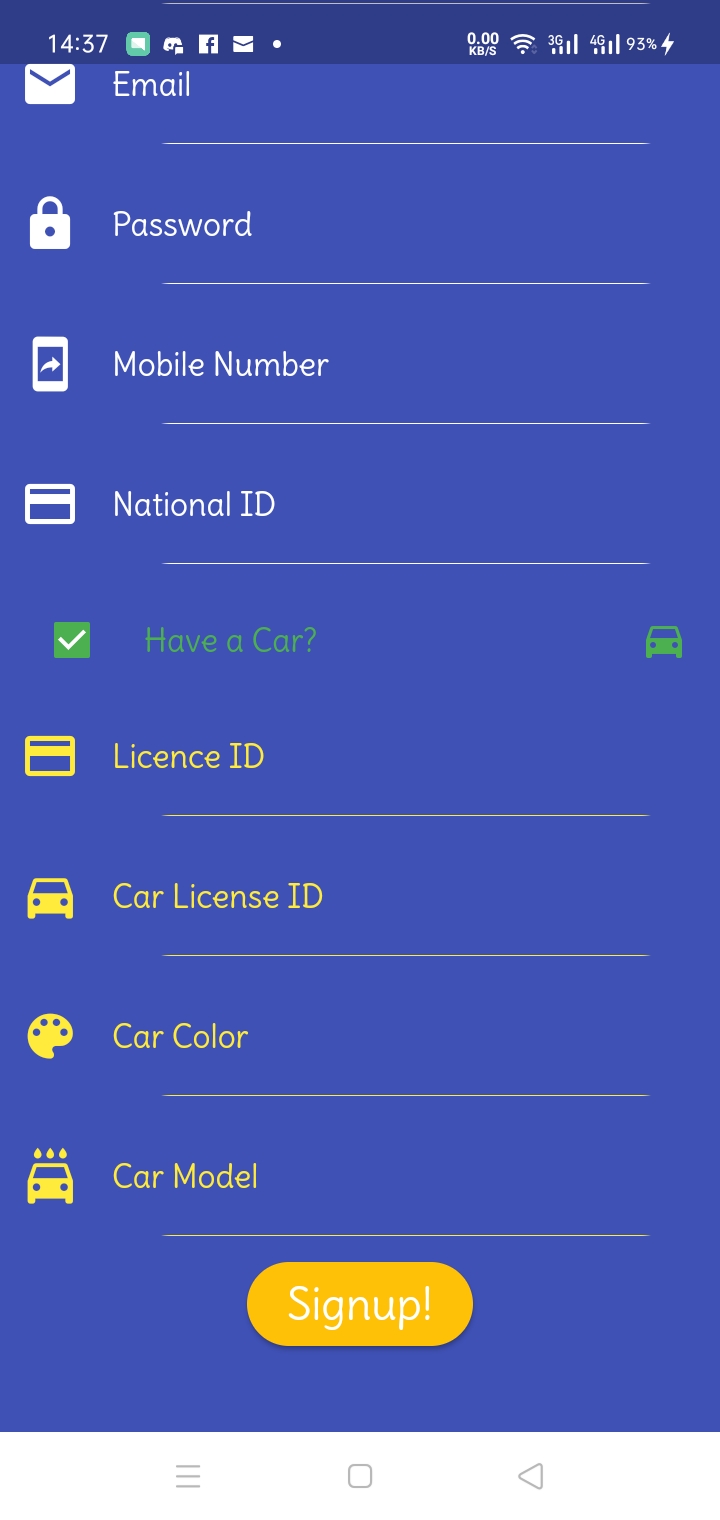 14:37
0.00
KB/S
3G
4G
93%
Email
Password
Mobile Number
National ID
Have a Car?
Licence ID
Car License ID
Car Color
Car Model
Signup!